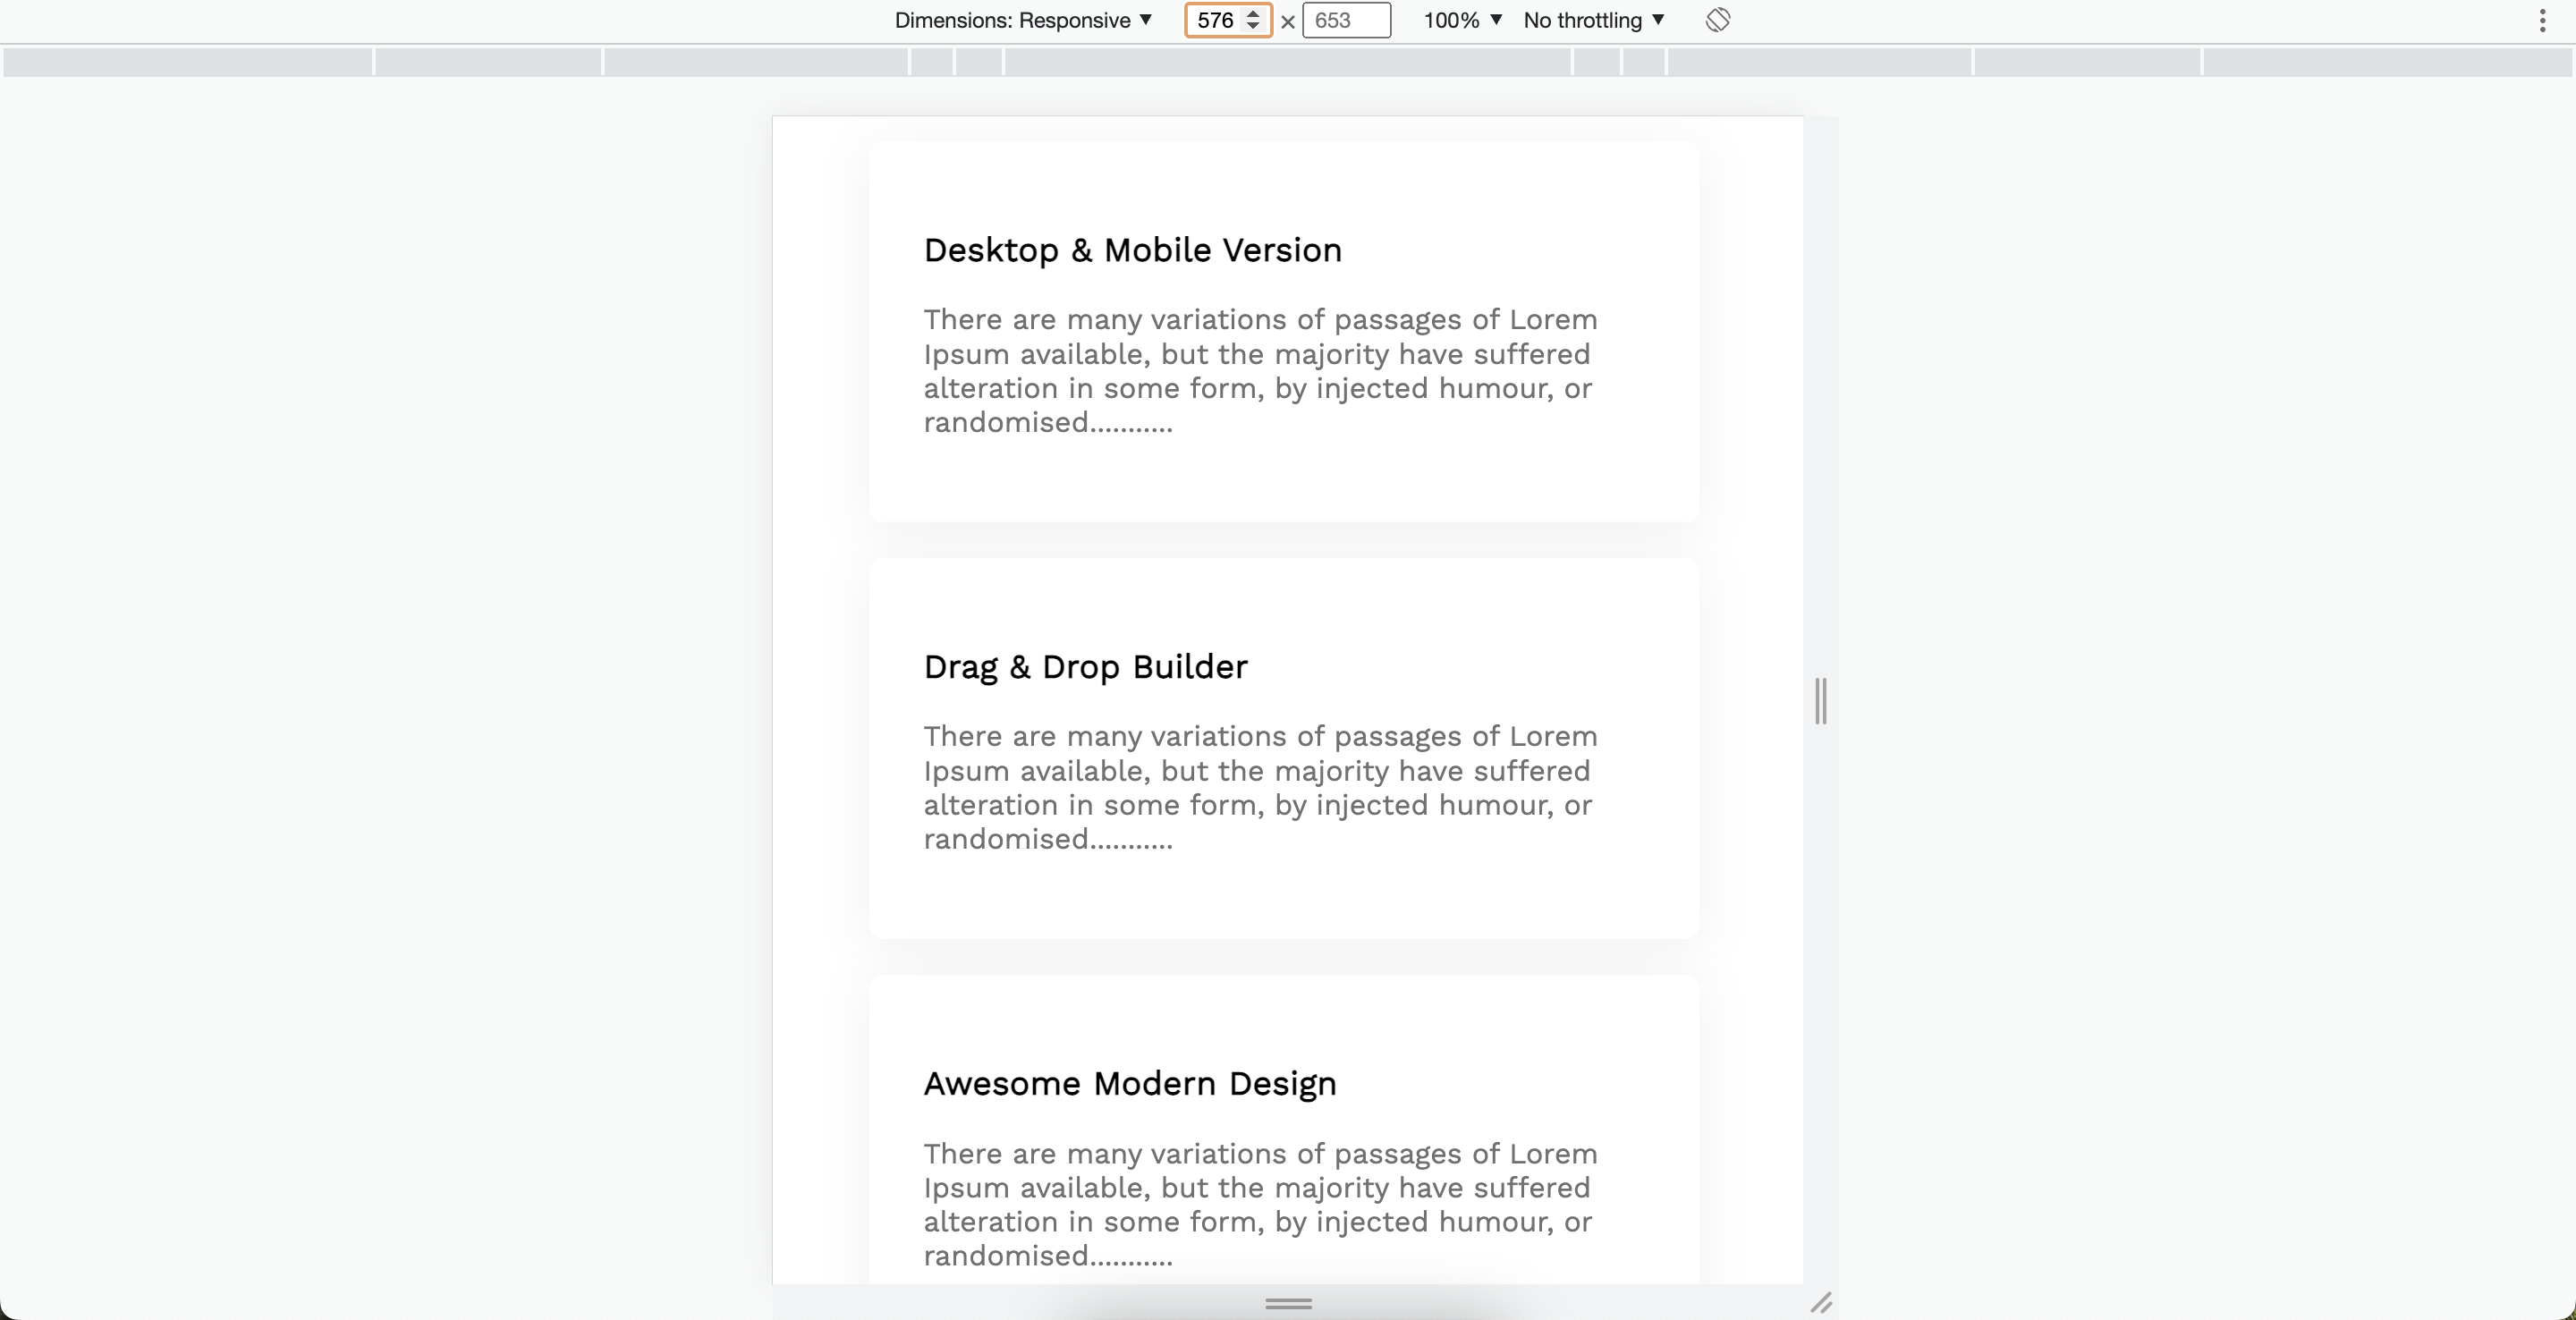 Dimensions: Responsive ▼ 576 × 653 100% ▼ No throttling ▼
Desktop & Mobile Version
There are many variations of passages of Lorem
Ipsum available, but the majority have suffered
alteration in some form, by injected humour, or
randomised...........
Drag & Drop Builder
There are many variations of passages of Lorem
Ipsum available, but the majority have suffered
alteration in some form, by injected humour, or
randomised...........
Awesome Modern Design
There are many variations of passages of Lorem
Ipsum available, but the majority have suffered
alteration in some form, by injected humour, or
randomised...........